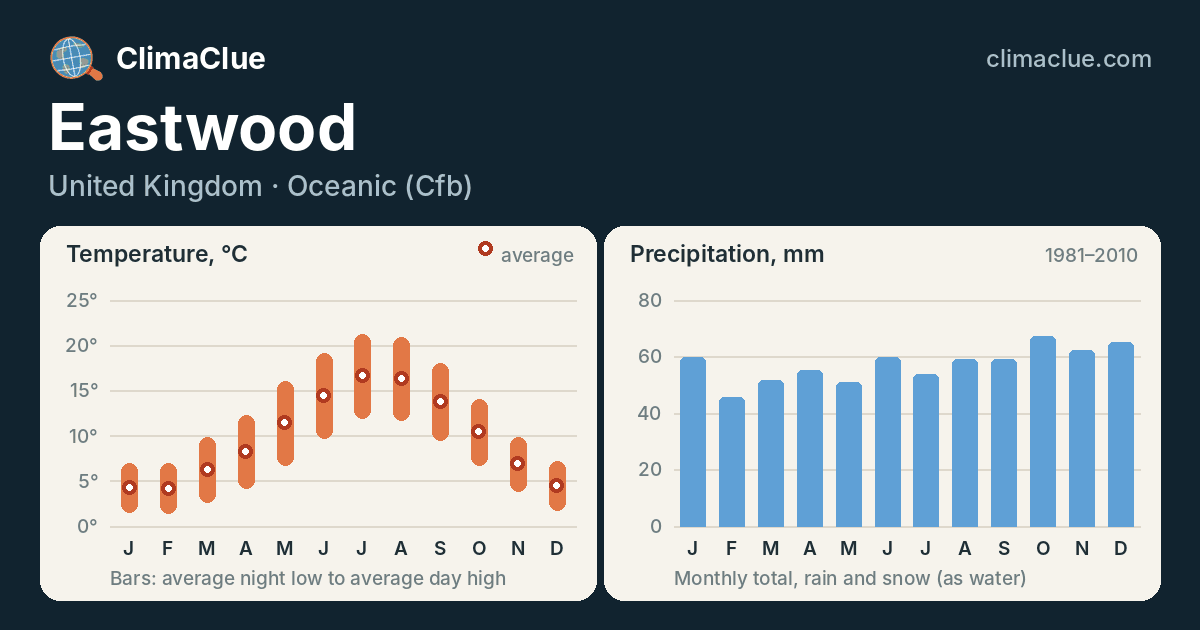 ClimaClue
climaclue.com
Eastwood
United Kingdom · Oceanic (Cfb)
Temperature, °C
average
25°
20°
15°
10°
5°
0°
J F M A M J J A S O N D
Bars: average night low to average day high
Precipitation, mm
1981–2010
80
60
40
20
0
J F M A M J J A S O N D
Monthly total, rain and snow (as water)